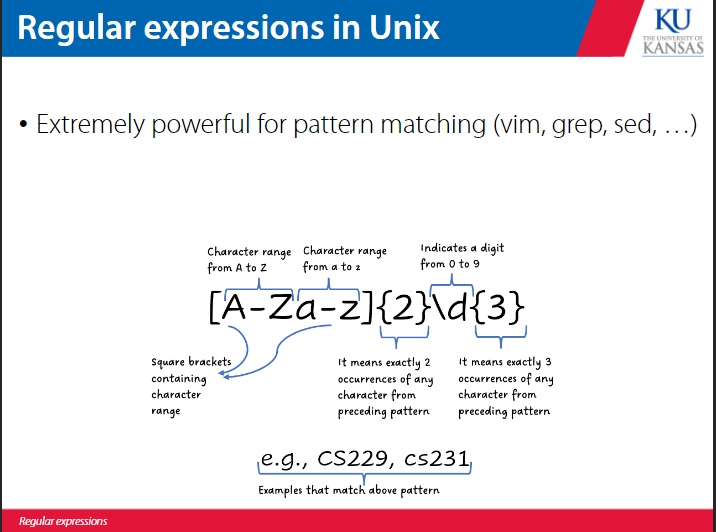 Regular expressions in Unix
KU
THE UNIVERSITY OF
KANSAS
• Extremely powerful for pattern matching (vim, grep, sed, …)
Character range
from A to Z
Character range
from a to z
Indicates a digit
from 0 to 9
[A-Za-z]{2}\d{3}
Square brackets
containing
character
range
It means exactly 2
occurrences of any
character from
preceding pattern
It means exactly 3
occurrences of any
character from
preceding pattern
e.g., CS229, cs231
Examples that match above pattern
Regular expressions